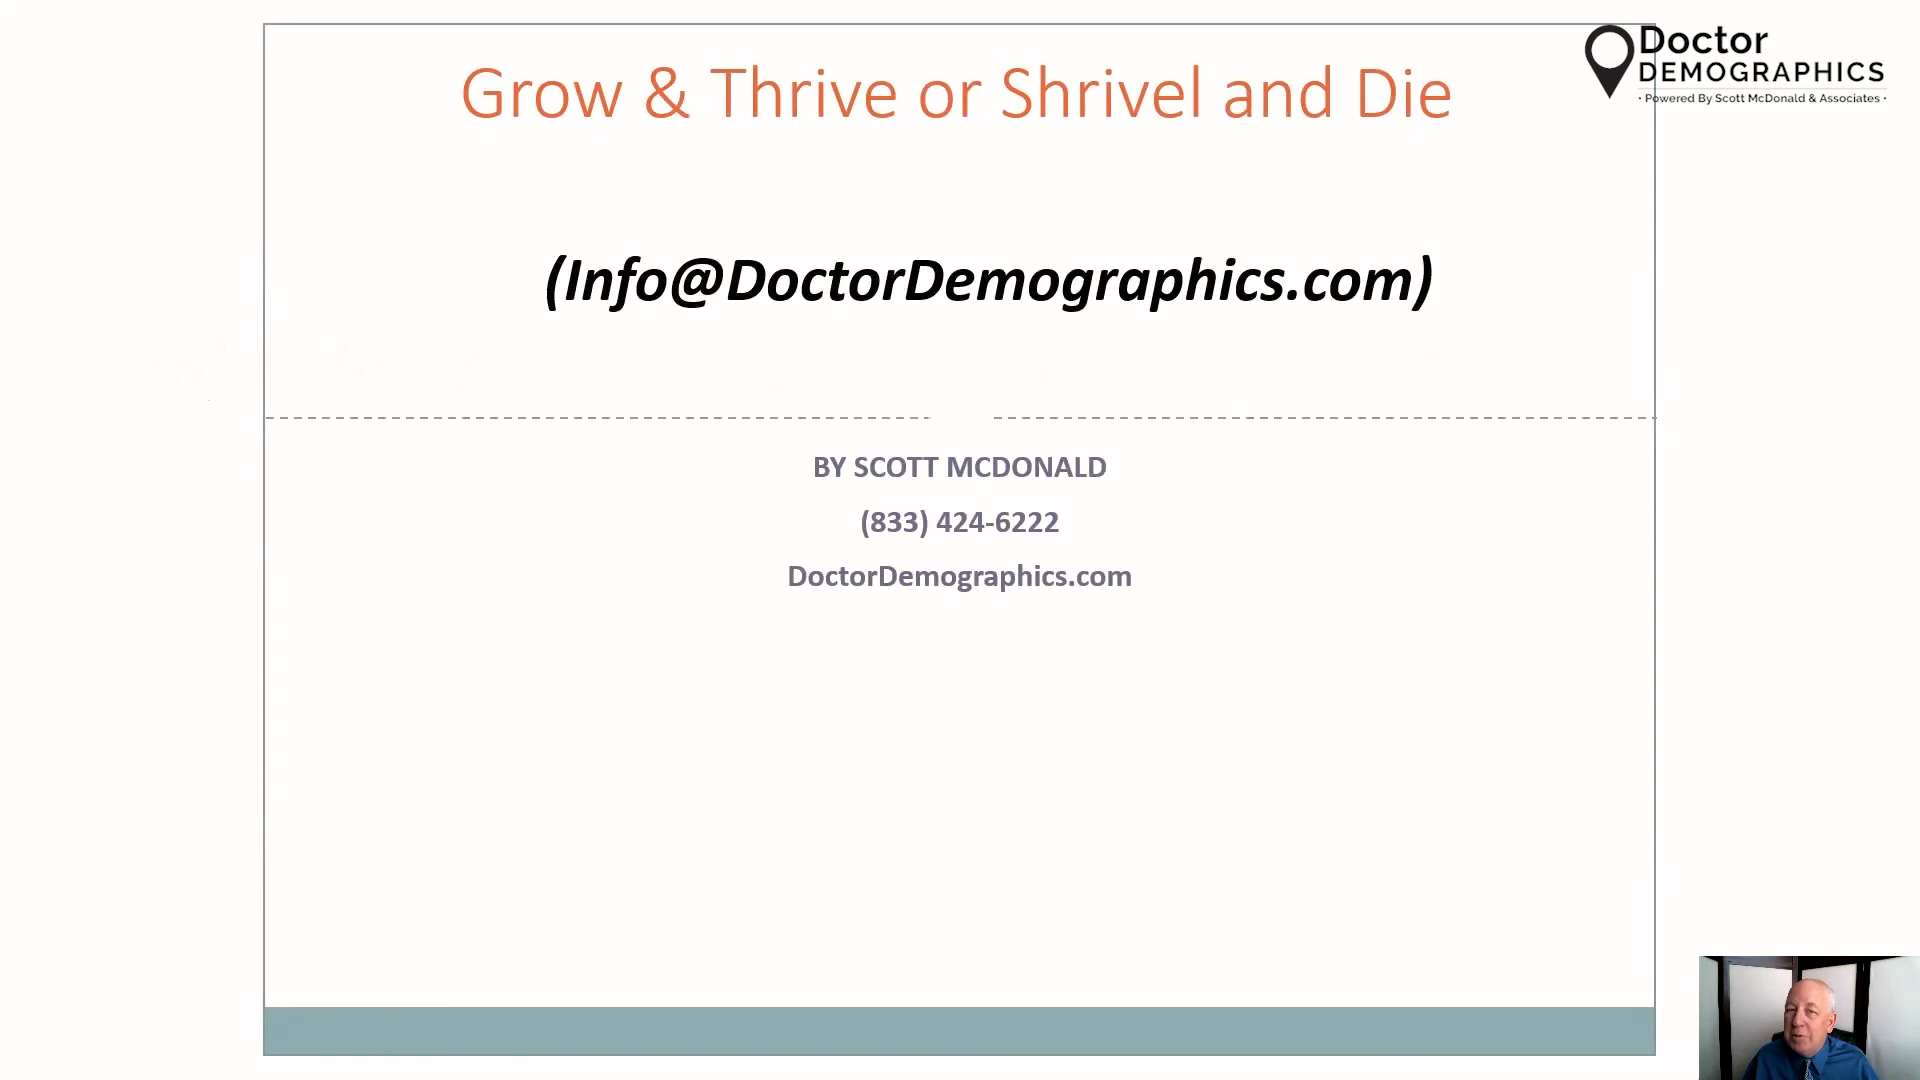 Grow & Thrive or Shrivel and Die
Doctor
DEMOGRAPHICS
• Powered By Scott McDonald & Associates •
(Info@DoctorDemographics.com)
BY SCOTT MCDONALD
(833) 424-6222
DoctorDemographics.com